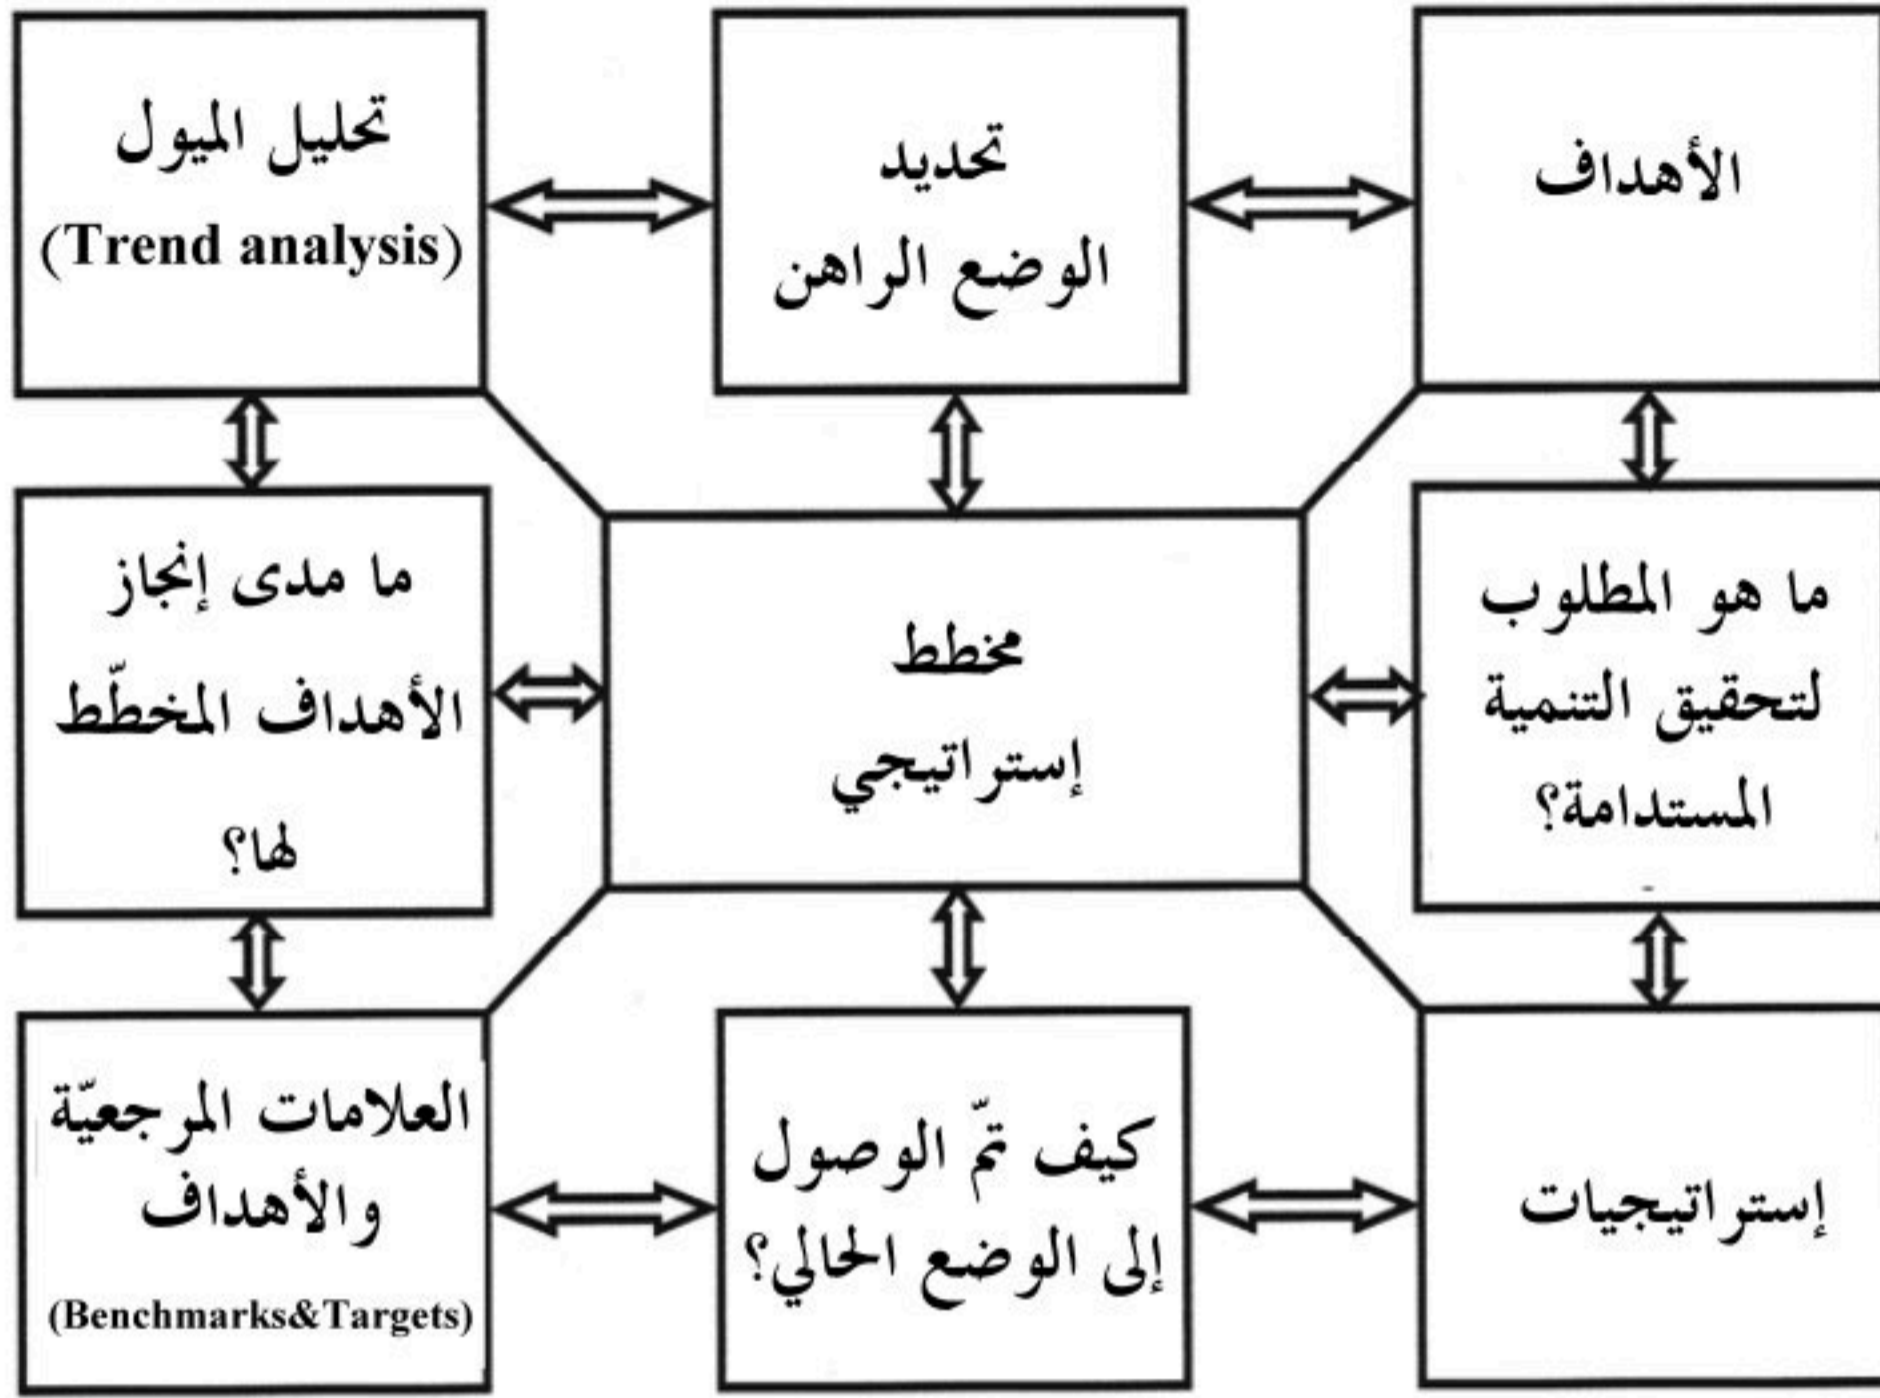 الأهداف
تحديد
الوضع الراهن
تحليل الميول
(Trend analysis)
ما هو المطلوب
لتحقيق التنمية
المستدامة؟
مخطط
إستراتيجي
ما مدى إنجاز
الأهداف المخطّط
لها؟
إستراتيجيات
كيف تمّ الوصول
إلى الوضع الحالي؟
العلامات المرجعيّة
والأهداف
(Benchmarks&Targets)